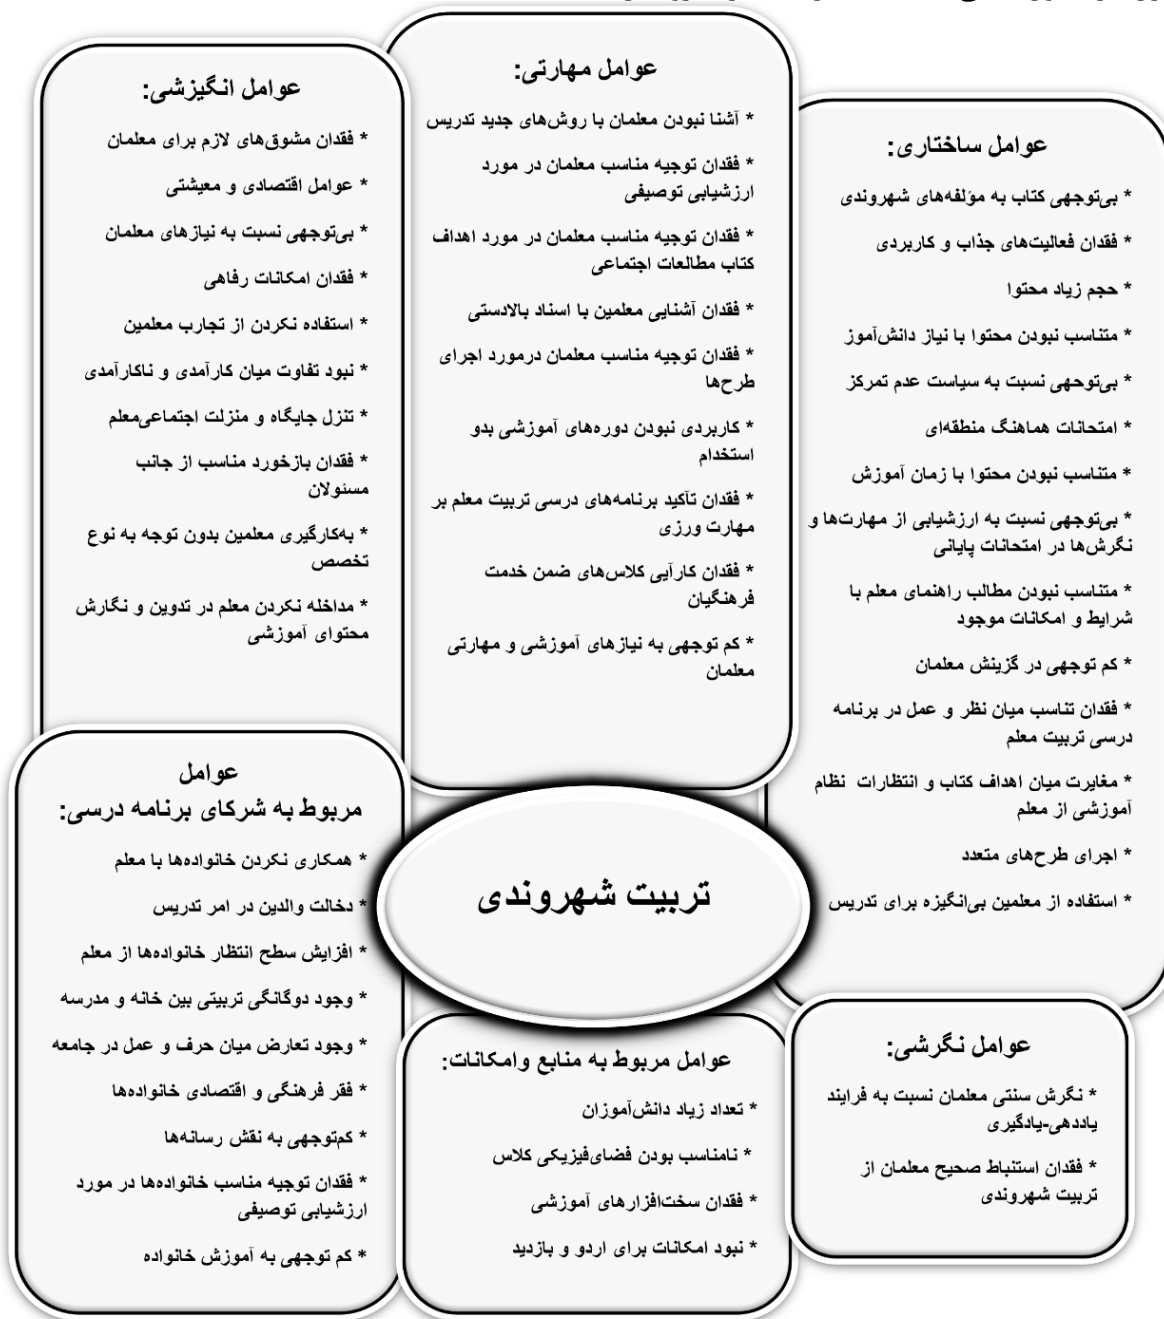 عوامل ساختاری:
* بی‌توجهی کتاب به مؤلفه‌های شهروندی
* فقدان فعالیت‌های جذاب و کاربردی
* حجم زیاد محتوا
* متناسب نبودن محتوا با نیاز دانش‌آموز
* بی‌توحهی نسبت به سیاست عدم تمرکز
* امتحانات هماهنگ منطقه‌ای
* متناسب نبودن محتوا با زمان آموزش
* بی‌توجهی نسبت به ارزشیابی از مهارت‌ها و
نگرش‌ها در امتحانات پایانی
* متناسب نبودن مطالب راهنمای معلم با
شرایط و امکانات موجود
* کم توجهی در گزینش معلمان
* فقدان تناسب میان نظر و عمل در برنامه
درسی تربیت معلم
* مغایرت میان اهداف کتاب و انتظارات نظام
آموزشی از معلم
* اجرای طرح‌های متعدد
* استفاده از معلمین بی‌انگیزه برای تدریس
عوامل مهارتی:
* آشنا نبودن معلمان با روش‌های جدید تدریس
* فقدان توجیه مناسب معلمان در مورد
ارزشیابی توصیفی
* فقدان توجیه مناسب معلمان در مورد اهداف
کتاب مطالعات اجتماعی
* فقدان آشنایی معلمین با اسناد بالادستی
* فقدان توجیه مناسب معلمان درمورد اجرای
طرح‌ها
* کاربردی نبودن دوره‌های آموزشی بدو
استخدام
* فقدان تأکید برنامه‌های درسی تربیت معلم بر
مهارت ورزی
* فقدان کارآیی کلاس‌های ضمن خدمت
فرهنگیان
* کم توجهی به نیازهای آموزشی و مهارتی
معلمان
عوامل انگیزشی:
* فقدان مشوق‌های لازم برای معلمان
* عوامل اقتصادی و معیشتی
* بی‌توجهی نسبت به نیازهای معلمان
* فقدان امکانات رفاهی
* استفاده نکردن از تجارب معلمین
* نبود تفاوت میان کارآمدی و ناکارآمدی
* تنزل جایگاه و منزلت اجتماعی‌معلم
* فقدان بازخورد مناسب از جانب
مسئولان
* به‌کارگیری معلمین بدون توجه به نوع
تخصص
* مداخله نکردن معلم در تدوین و نگارش
محتوای آموزشی
تربیت شهروندی
عوامل نگرشی:
* نگرش سنتی معلمان نسبت به فرایند
یاددهی-یادگیری
* فقدان استنباط صحیح معلمان از
تربیت شهروندی
عوامل مربوط به منابع وامکانات:
* تعداد زیاد دانش‌آموزان
* نامناسب بودن فضای‌فیزیکی کلاس
* فقدان سخت‌افزارهای آموزشی
* نبود امکانات برای اردو و بازدید
عوامل
مربوط به شرکای برنامه درسی:
* همکاری نکردن خانواده‌ها با معلم
* دخالت والدین در امر تدریس
* افزایش سطح انتظار خانواده‌ها از معلم
* وجود دوگانگی تربیتی بین خانه و مدرسه
* وجود تعارض میان حرف و عمل در جامعه
* فقر فرهنگی و اقتصادی خانواده‌ها
* کم‌توجهی به نقش رسانه‌ها
* فقدان توجیه مناسب خانواده‌ها در مورد
ارزشیابی توصیفی
* کم توجهی به آموزش خانواده